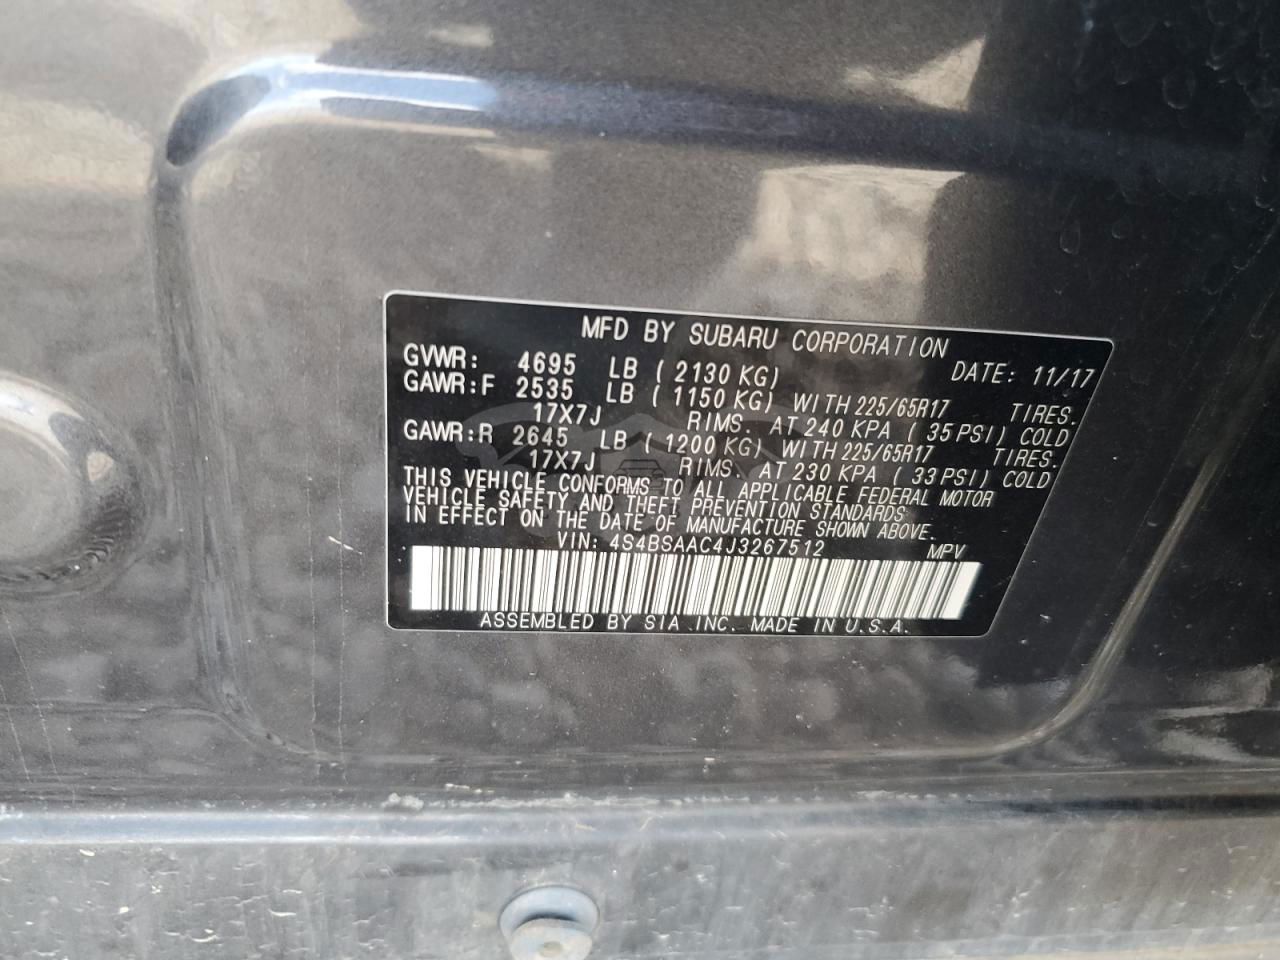 MFD BY SUBARU CORPORATION
GVWR: 4695 LB (2130 KG) DATE: 11/17
GAWR:F 2535 LB (1150 KG) WITH 225/65R17 TIRES.
17X7J RIMS. AT 240 KPA (35 PSI) COLD
GAWR:R 2645 LB (1200 KG) WITH 225/65R17 TIRES.
17X7J RIMS. AT 230 KPA (33 PSI) COLD
THIS VEHICLE CONFORMS TO ALL APPLICABLE FEDERAL MOTOR
VEHICLE SAFETY AND THEFT PREVENTION STANDARDS
IN EFFECT ON THE DATE OF MANUFACTURE SHOWN ABOVE.
VIN: 4S4BSAAC4J3267512 MPV
ASSEMBLED BY SIA INC. MADE IN U.S.A.